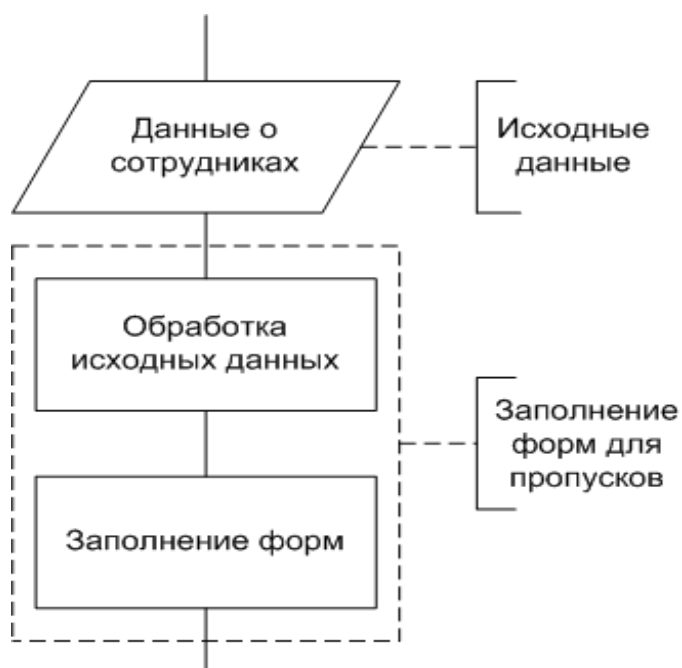 Данные о
сотрудниках
Исходные
данные
Обработка
исходных данных
Заполнение
форм для
пропусков
Заполнение форм